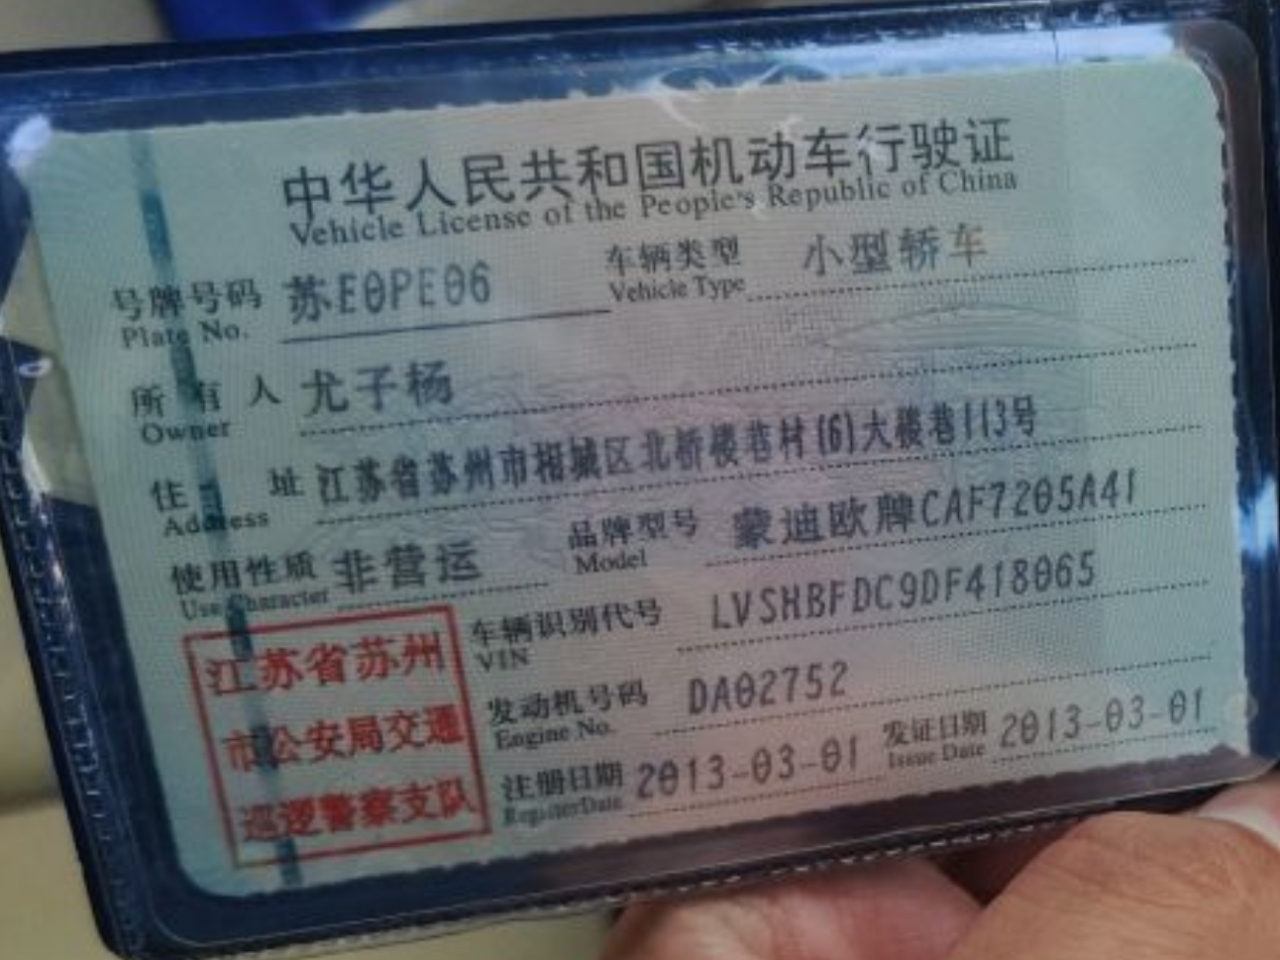 中华人民共和国机动车行驶证
Vehicle License of the People's Republic of China
号牌号码 苏E0PE06 车辆类型 小型轿车
Plate No. Vehicle Type
所有人 尤子杨
Owner
住址 江苏省苏州市相城区北桥楼巷村(6)大楼巷113号
Address
使用性质 非营运 品牌型号 蒙迪欧牌CAF7205A41
Use Character Model
车辆识别代号 LVSHBFDC9DF418065
VIN
发动机号码 DA02752
Engine No.
注册日期 2013-03-01 发证日期 2013-03-01
Register Date Issue Date
江苏省苏州
市公安局交通
巡逻警察支队